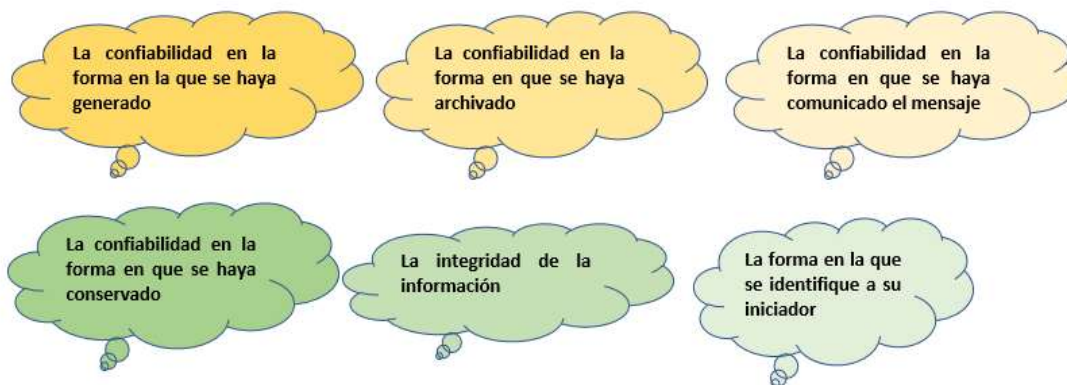 La confiabilidad en la
forma en la que se haya
generado
La confiabilidad en la
forma en que se haya
archivado
La confiabilidad en la
forma en que se haya
comunicado el mensaje
La confiabilidad en la
forma en que se haya
conservado
La integridad de la
información
La forma en la que
se identifique a su
iniciador